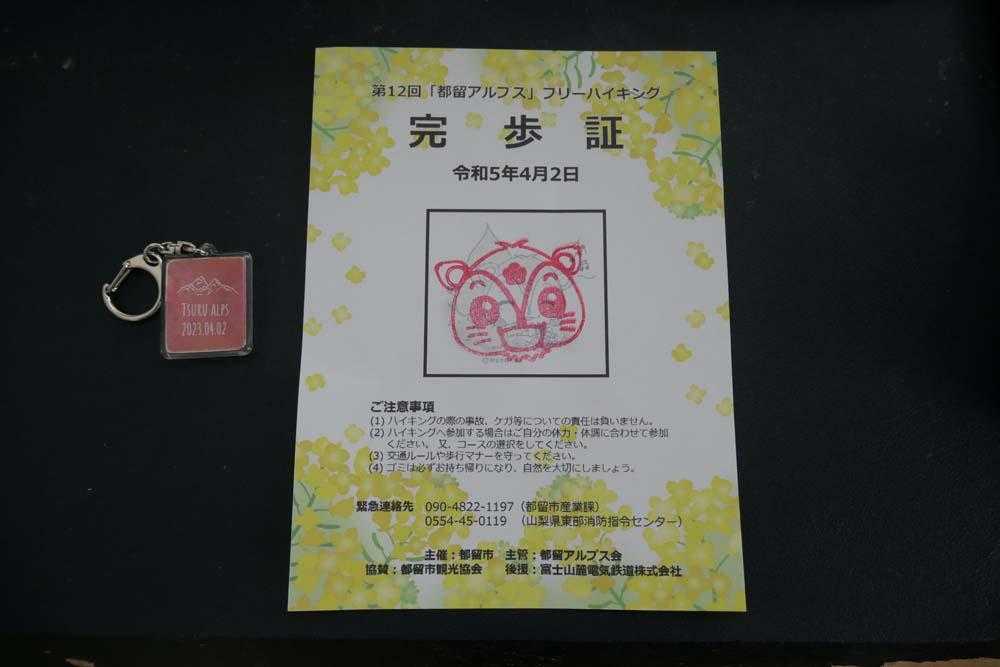 第12回「都留アルプス」フリーハイキング
完歩証
令和5年4月2日
TSURU ALPS
2023.04.02
ご注意事項
(1) ハイキングの際の事故、ケガ等についての責任は負いません。
(2) ハイキングへ参加する場合はご自分の体力・体調に合わせて参加
ください。又、コースの選択をしてください。
(3) 交通ルールや歩行マナーを守ってください。
(4) ゴミは必ずお持ち帰りになり、自然を大切にしましょう。
緊急連絡先 090-4822-1197（都留市産業課）
0554-45-0119 （山梨県東部消防指令センター）
主催：都留市 主管：都留アルプス会
協賛：都留市観光協会 後援：富士山麓電気鉄道株式会社